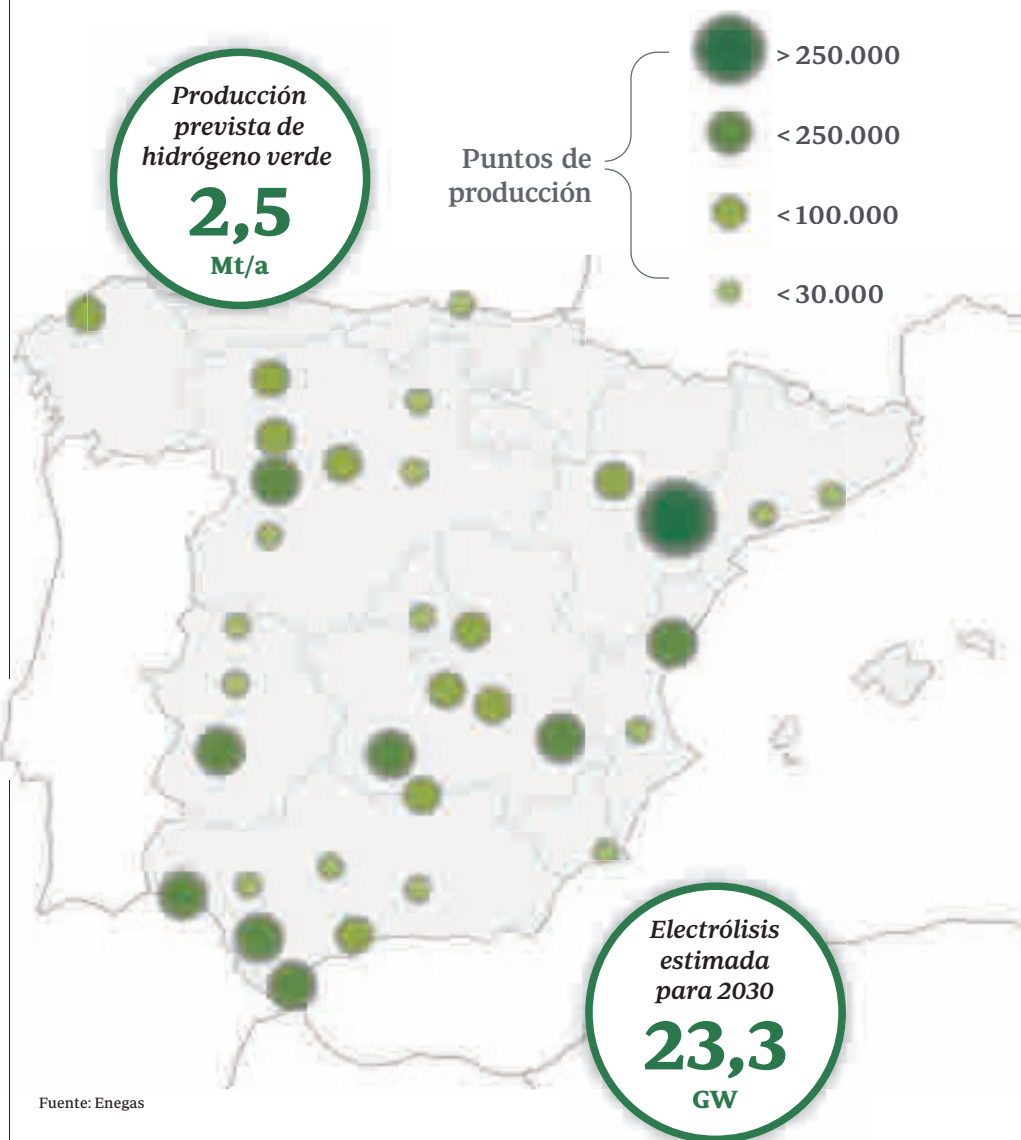 Producción
prevista de
hidrógeno verde
2,5
Mt/a
Puntos de
producción
> 250.000
< 250.000
< 100.000
< 30.000
Electrólisis
estimada
para 2030
23,3
GW
Fuente: Enegas